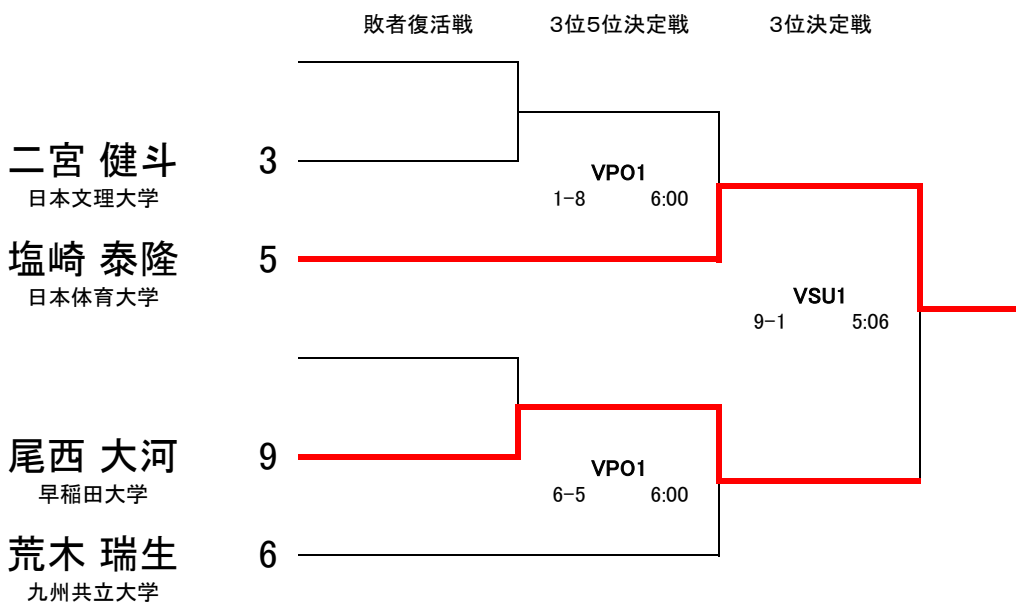 敗者復活戦 3位5位決定戦 3位決定戦
二宮 健斗 3
日本文理大学
VPO1
1-8 6:00
塩崎 泰隆 5
日本体育大学
VSU1
9-1 5:06
尾西 大河 9
早稲田大学
VPO1
6-5 6:00
荒木 瑞生 6
九州共立大学